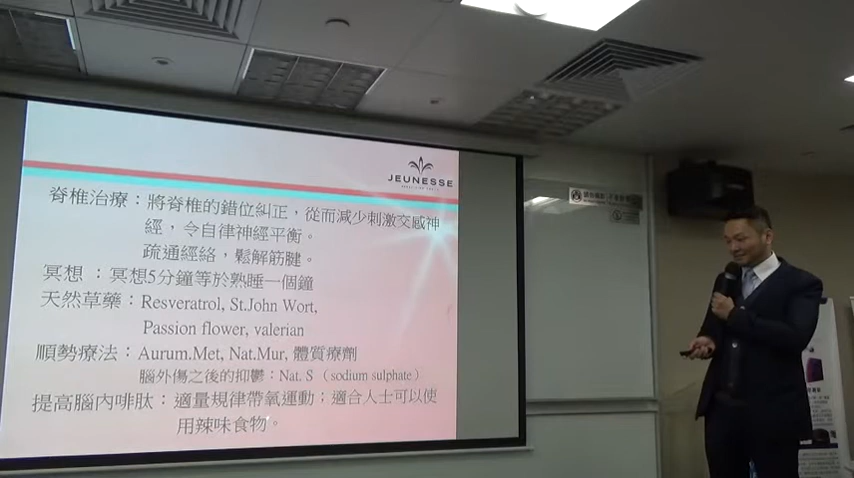 JEUNESSE
脊椎治療：將脊椎的錯位糾正，從而減少刺激交感神
經，令自律神經平衡。
疏通經絡，鬆解筋腱。
冥想 ：冥想5分鐘等於熟睡一個鐘
天然草藥：Resveratrol, St.John Wort,
Passion flower, valerian
順勢療法：Aurum.Met, Nat.Mur, 體質療劑
腦外傷之後的抑鬱：Nat. S （sodium sulphate）
提高腦內啡肽：適量規律帶氧運動；適合人士可以使
用辣味食物。